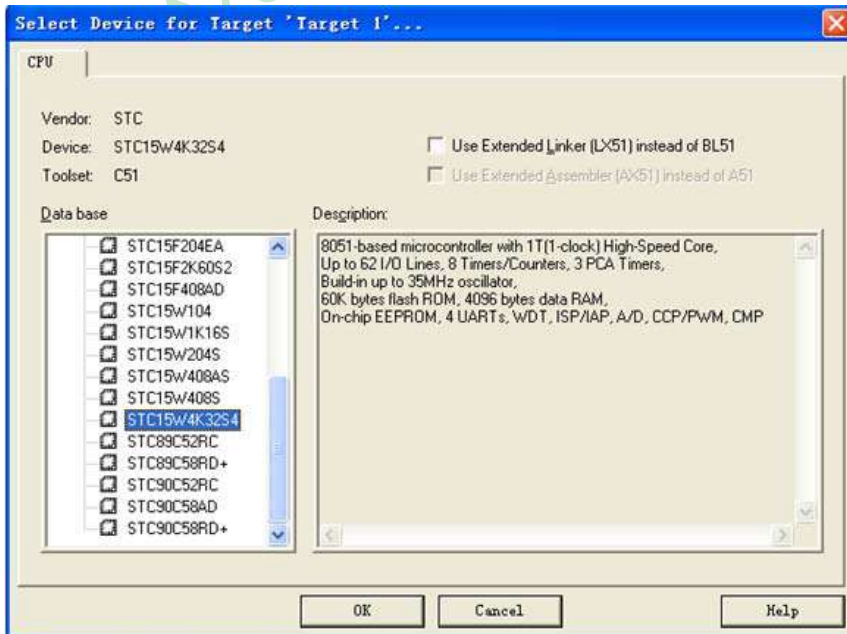 Select Device for Target 'Target 1'...
CPU
Vendor: STC
Device: STC15W4K32S4
Toolset: C51
Use Extended Linker (LX51) instead of BL51
Use Extended Assembler (AX51) instead of A51
Data base
STC15F204EA
STC15F2K60S2
STC15F408AD
STC15W104
STC15W1K16S
STC15W204S
STC15W408AS
STC15W408S
STC15W4K32S4
STC89C52RC
STC89C58RD+
STC90C52RC
STC90C58AD
STC90C58RD+
Description:
8051-based microcontroller with 1T(1-clock) High-Speed Core,
Up to 62 I/O Lines, 8 Timers/Counters, 3 PCA Timers,
Build-in up to 35MHz oscillator,
60K bytes flash ROM, 4096 bytes data RAM,
On-chip EEPROM, 4 UARTs, WDT, ISP/IAP, A/D, CCP/PWM, CMP
OK
Cancel
Help